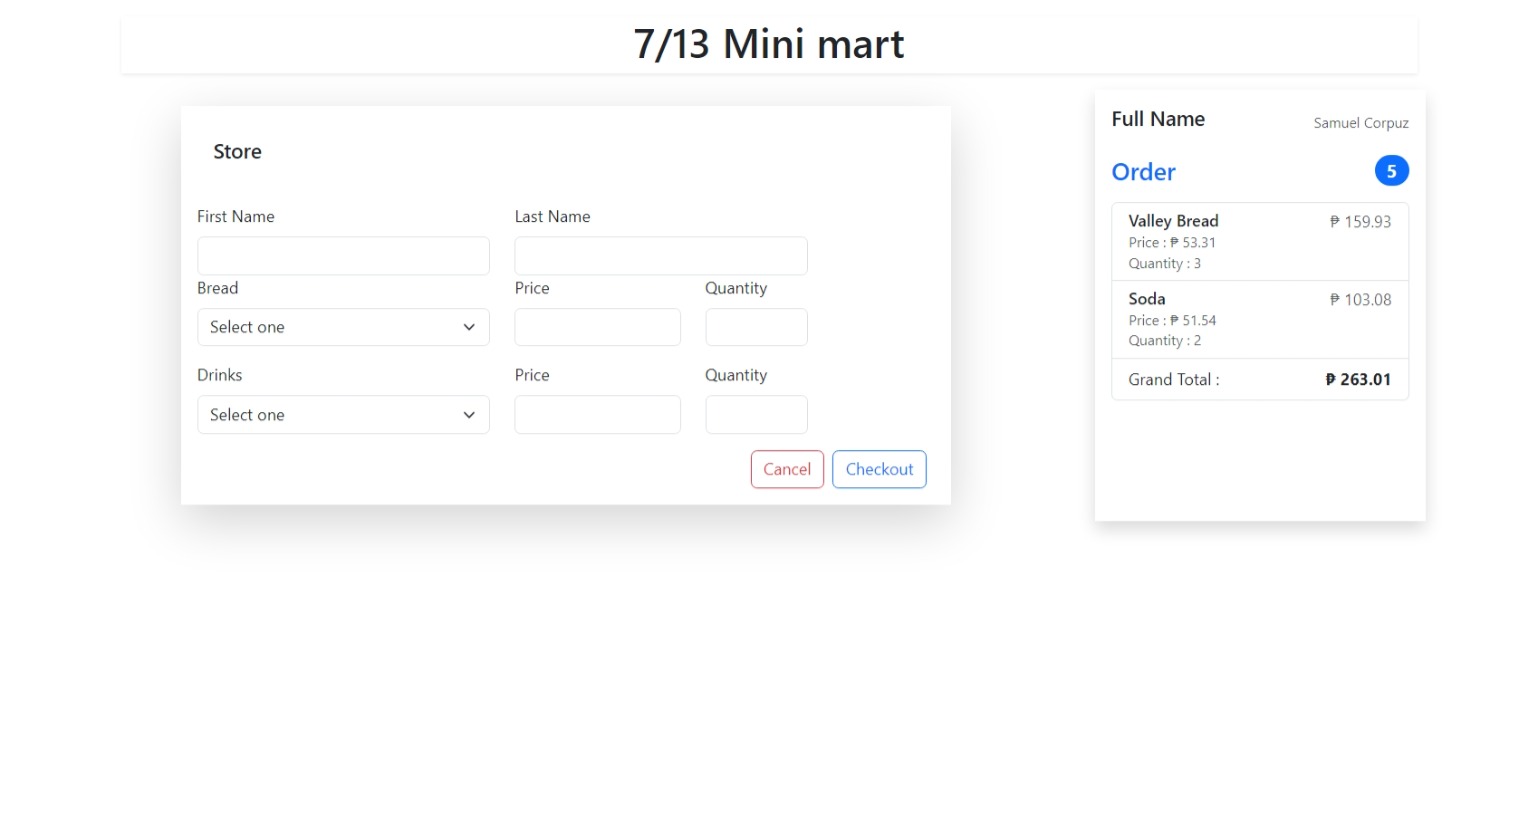 7/13 Mini mart
Store
First Name Last Name
Bread Price Quantity
Select one
Drinks Price Quantity
Select one
Cancel Checkout
Full Name Samuel Corpuz
Order 5
Valley Bread ₱ 159.93
Price : ₱ 53.31
Quantity : 3
Soda ₱ 103.08
Price : ₱ 51.54
Quantity : 2
Grand Total : ₱ 263.01